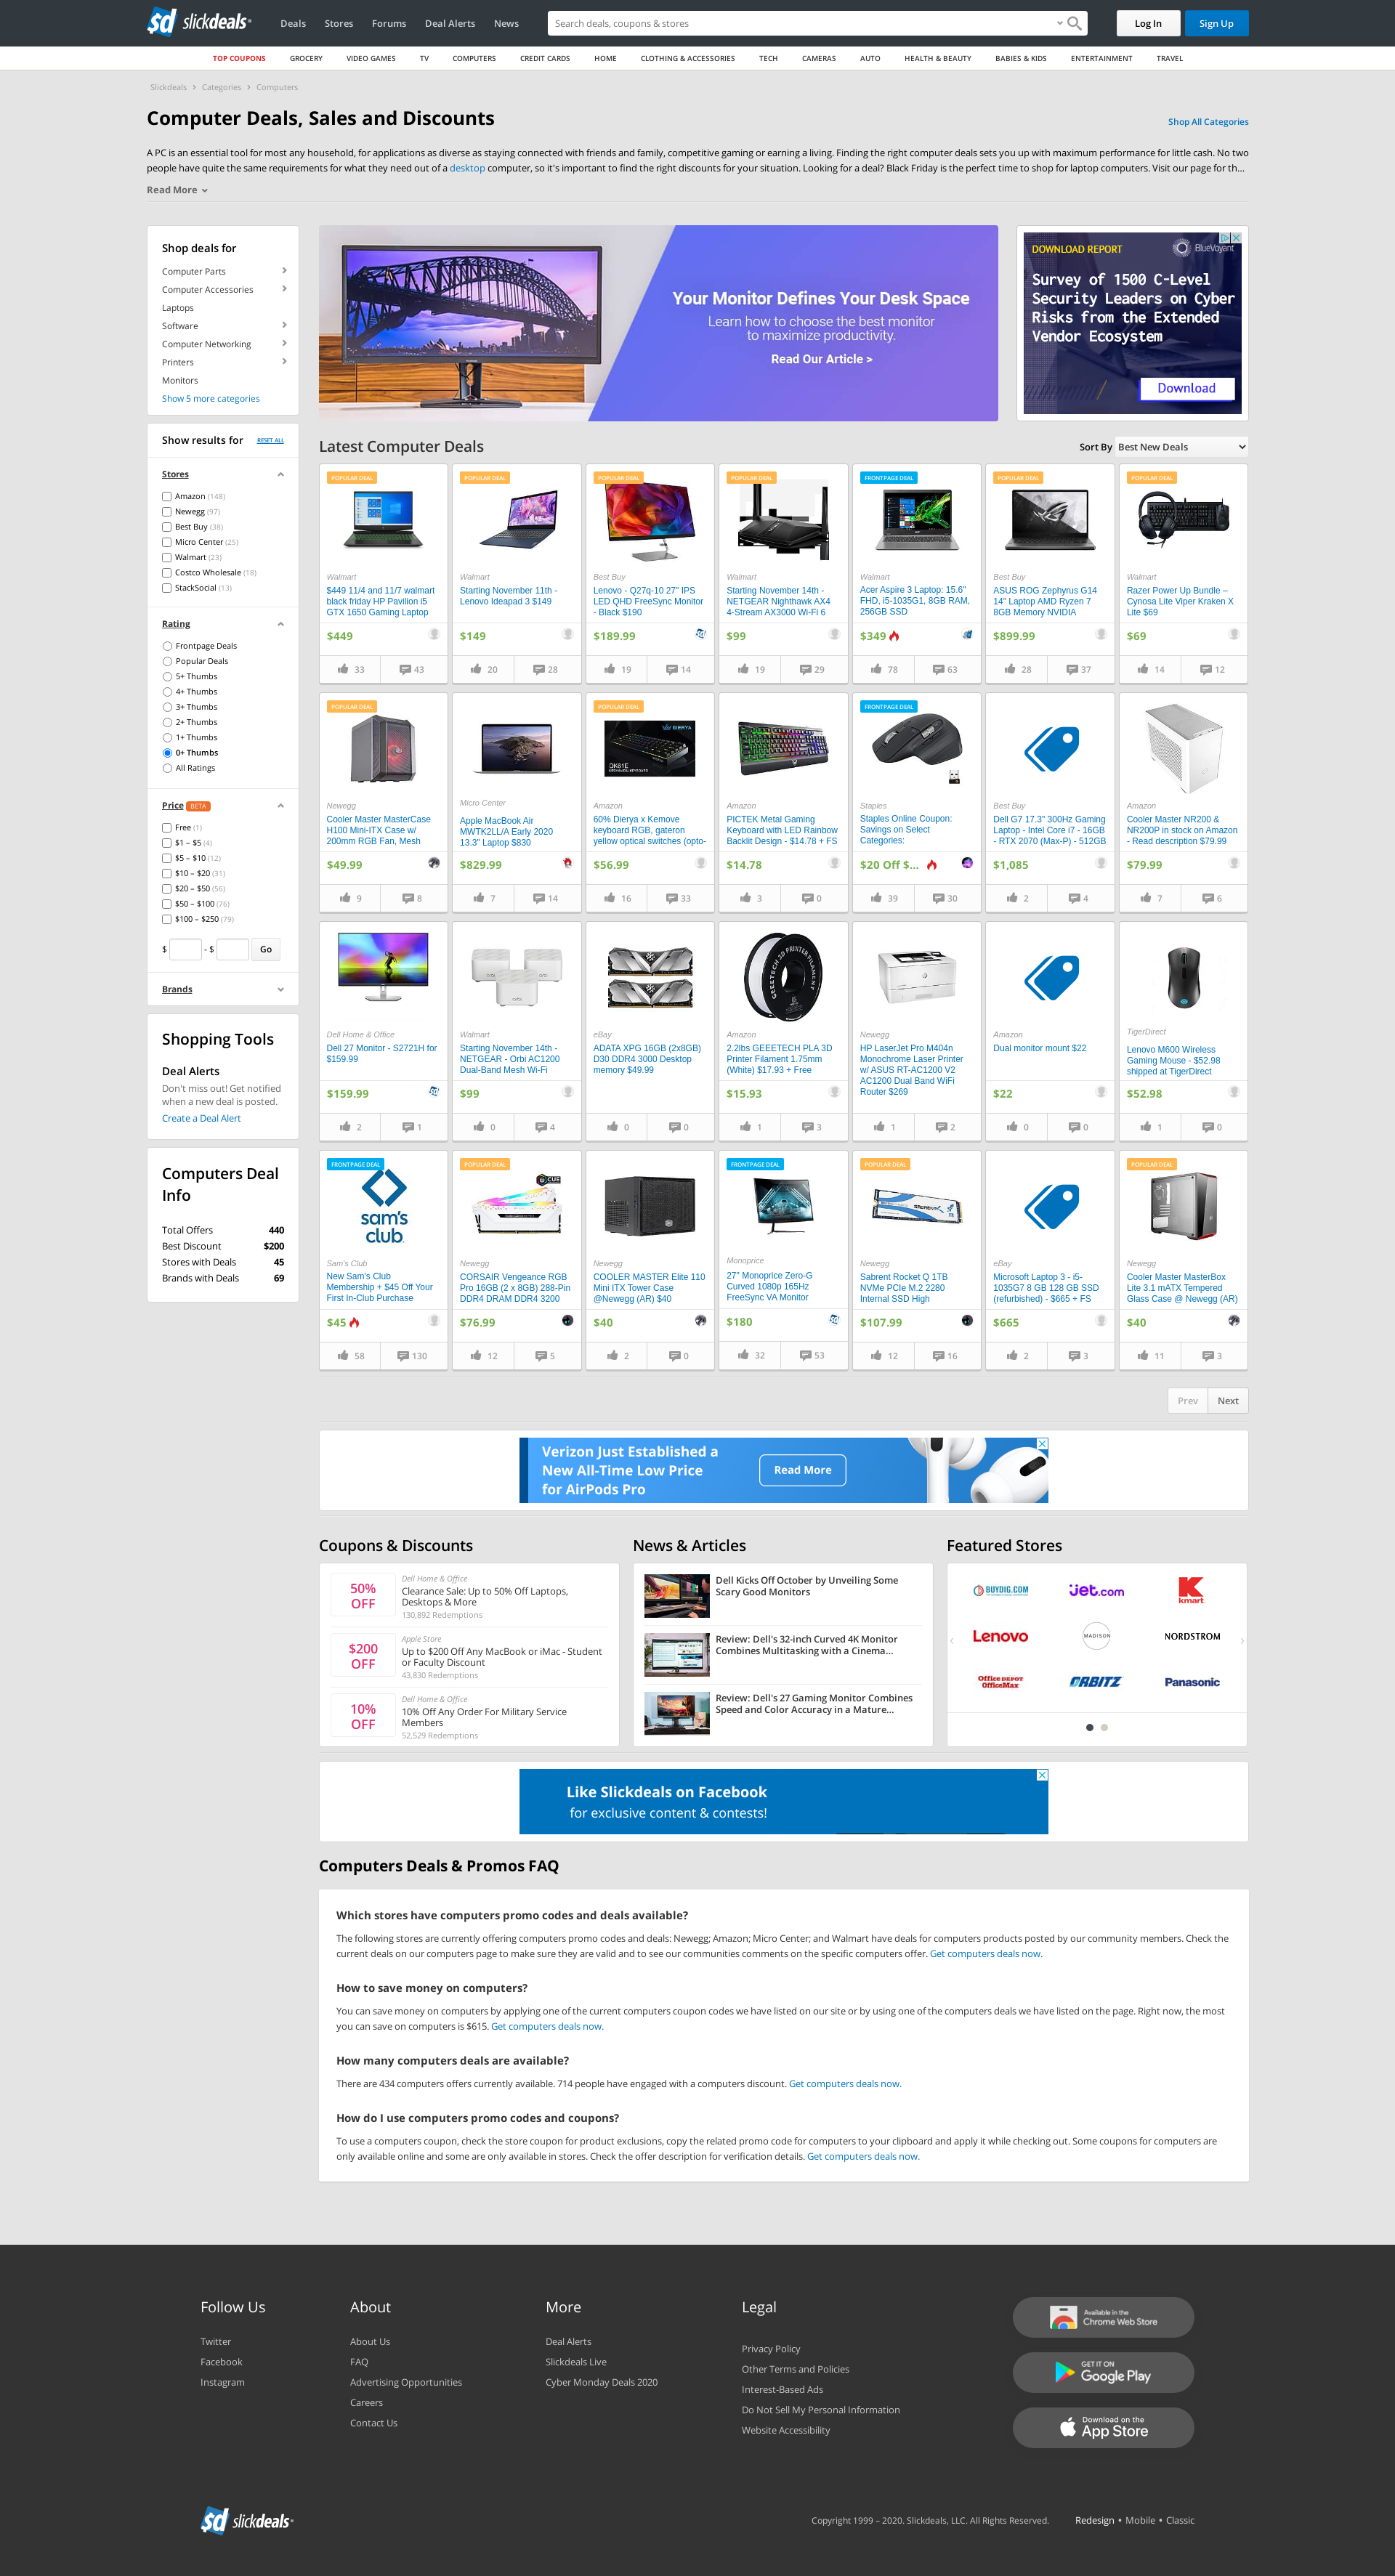 sd slickdeals
Deals Stores Forums Deal Alerts News
Search deals, coupons & stores
Log In Sign Up
TOP COUPONS GROCERY VIDEO GAMES TV COMPUTERS CREDIT CARDS HOME CLOTHING & ACCESSORIES TECH CAMERAS AUTO HEALTH & BEAUTY BABIES & KIDS ENTERTAINMENT TRAVEL
Slickdeals › Categories › Computers
Computer Deals, Sales and Discounts
Shop All Categories
A PC is an essential tool for most any household, for applications as diverse as staying connected with friends and family, competitive gaming or earning a living. Finding the right computer deals sets you up with maximum performance for little cash. No two
people have quite the same requirements for what they need out of a desktop computer, so it's important to find the right discounts for your situation. Looking for a deal? Black Friday is the perfect time to shop for laptop computers. Visit our page for th...
Read More
Shop deals for
Computer Parts
Computer Accessories
Laptops
Software
Computer Networking
Printers
Monitors
Show 5 more categories
Your Monitor Defines Your Desk Space
Learn how to choose the best monitor
to maximize productivity.
Read Our Article >
DOWNLOAD REPORT
BlueVoyant
Survey of 1500 C-Level
Security Leaders on Cyber
Risks from the Extended
Vendor Ecosystem
Download
Show results for RESET ALL
Stores
Amazon (148)
Newegg (97)
Best Buy (38)
Micro Center (25)
Walmart (23)
Costco Wholesale (18)
StackSocial (13)
Rating
Frontpage Deals
Popular Deals
5+ Thumbs
4+ Thumbs
3+ Thumbs
2+ Thumbs
1+ Thumbs
0+ Thumbs
All Ratings
Price BETA
Free (1)
$1 – $5 (4)
$5 – $10 (12)
$10 – $20 (31)
$20 – $50 (56)
$50 – $100 (76)
$100 – $250 (79)
$ - $ Go
Brands
Shopping Tools
Deal Alerts
Don't miss out! Get notified
when a new deal is posted.
Create a Deal Alert
Computers Deal
Info
Total Offers 440
Best Discount $200
Stores with Deals 45
Brands with Deals 69
Latest Computer Deals
Sort By Best New Deals
POPULAR DEAL
Walmart
$449 11/4 and 11/7 walmart
black friday HP Pavilion i5
GTX 1650 Gaming Laptop
$449
33 43
POPULAR DEAL
Walmart
Starting November 11th -
Lenovo Ideapad 3 $149
$149
20 28
POPULAR DEAL
Best Buy
Lenovo - Q27q-10 27" IPS
LED QHD FreeSync Monitor
- Black $190
$189.99
19 14
POPULAR DEAL
Walmart
Starting November 14th -
NETGEAR Nighthawk AX4
4-Stream AX3000 Wi-Fi 6
$99
19 29
FRONTPAGE DEAL
Walmart
Acer Aspire 3 Laptop: 15.6"
FHD, i5-1035G1, 8GB RAM,
256GB SSD
$349
78 63
POPULAR DEAL
Best Buy
ASUS ROG Zephyrus G14
14" Laptop AMD Ryzen 7
8GB Memory NVIDIA
$899.99
28 37
POPULAR DEAL
Walmart
Razer Power Up Bundle –
Cynosa Lite Viper Kraken X
Lite $69
$69
14 12
POPULAR DEAL
Newegg
Cooler Master MasterCase
H100 Mini-ITX Case w/
200mm RGB Fan, Mesh
$49.99
9 8
Micro Center
Apple MacBook Air
MWTK2LL/A Early 2020
13.3" Laptop $830
$829.99
7 14
POPULAR DEAL
DIERYA
DK61E
Amazon
60% Dierya x Kemove
keyboard RGB, gateron
yellow optical switches (opto-
$56.99
16 33
Amazon
PICTEK Metal Gaming
Keyboard with LED Rainbow
Backlit Design - $14.78 + FS
$14.78
3 0
FRONTPAGE DEAL
Staples
Staples Online Coupon:
Savings on Select
Categories:
$20 Off $...
39 30
Best Buy
Dell G7 17.3" 300Hz Gaming
Laptop - Intel Core i7 - 16GB
- RTX 2070 (Max-P) - 512GB
$1,085
2 4
Amazon
Cooler Master NR200 &
NR200P in stock on Amazon
- Read description $79.99
$79.99
7 6
Dell Home & Office
Dell 27 Monitor - S2721H for
$159.99
$159.99
2 1
orbi
Walmart
Starting November 14th -
NETGEAR - Orbi AC1200
Dual-Band Mesh Wi-Fi
$99
0 4
eBay
ADATA XPG 16GB (2x8GB)
D30 DDR4 3000 Desktop
memory $49.99
0 0
GEEETECH 3D PRINTER FILAMENT
Amazon
2.2lbs GEEETECH PLA 3D
Printer Filament 1.75mm
(White) $17.93 + Free
$15.93
1 3
Newegg
HP LaserJet Pro M404n
Monochrome Laser Printer
w/ ASUS RT-AC1200 V2
AC1200 Dual Band WiFi
Router $269
1 2
Amazon
Dual monitor mount $22
$22
0 0
TigerDirect
Lenovo M600 Wireless
Gaming Mouse - $52.98
shipped at TigerDirect
$52.98
1 0
FRONTPAGE DEAL
sam's
club
Sam's Club
New Sam's Club
Membership + $45 Off Your
First In-Club Purchase
$45
58 130
POPULAR DEAL
iCUE
Newegg
CORSAIR Vengeance RGB
Pro 16GB (2 x 8GB) 288-Pin
DDR4 DRAM DDR4 3200
$76.99
12 5
Newegg
COOLER MASTER Elite 110
Mini ITX Tower Case
@Newegg (AR) $40
$40
2 0
FRONTPAGE DEAL
Monoprice
27" Monoprice Zero-G
Curved 1080p 165Hz
FreeSync VA Monitor
$180
32 53
POPULAR DEAL
Newegg
Sabrent Rocket Q 1TB
NVMe PCIe M.2 2280
Internal SSD High
$107.99
12 16
eBay
Microsoft Laptop 3 - i5-
1035G7 8 GB 128 GB SSD
(refurbished) - $665 + FS
$665
2 3
POPULAR DEAL
Newegg
Cooler Master MasterBox
Lite 3.1 mATX Tempered
Glass Case @ Newegg (AR)
$40
11 3
Prev Next
Verizon Just Established a
New All-Time Low Price
for AirPods Pro
Read More
Coupons & Discounts
50%
OFF
Dell Home & Office
Clearance Sale: Up to 50% Off Laptops,
Desktops & More
130,892 Redemptions
$200
OFF
Apple Store
Up to $200 Off Any MacBook or iMac - Student
or Faculty Discount
43,830 Redemptions
10%
OFF
Dell Home & Office
10% Off Any Order For Military Service
Members
52,529 Redemptions
News & Articles
Dell Kicks Off October by Unveiling Some
Scary Good Monitors
Review: Dell's 32-inch Curved 4K Monitor
Combines Multitasking with a Cinema...
Review: Dell's 27 Gaming Monitor Combines
Speed and Color Accuracy in a Mature...
Featured Stores
BUYDIG.COM jet.com kmart
Lenovo MADISON NORDSTROM
Office DEPOT OfficeMax ORBITZ Panasonic
Like Slickdeals on Facebook
for exclusive content & contests!
Computers Deals & Promos FAQ
Which stores have computers promo codes and deals available?
The following stores are currently offering computers promo codes and deals: Newegg; Amazon; Micro Center; and Walmart have deals for computers products posted by our community members. Check the
current deals on our computers page to make sure they are valid and to see our communities comments on the specific computers offer. Get computers deals now.
How to save money on computers?
You can save money on computers by applying one of the current computers coupon codes we have listed on our site or by using one of the computers deals we have listed on the page. Right now, the most
you can save on computers is $615. Get computers deals now.
How many computers deals are available?
There are 434 computers offers currently available. 714 people have engaged with a computers discount. Get computers deals now.
How do I use computers promo codes and coupons?
To use a computers coupon, check the store coupon for product exclusions, copy the related promo code for computers to your clipboard and apply it while checking out. Some coupons for computers are
only available online and some are only available in stores. Check the offer description for verification details. Get computers deals now.
Follow Us
Twitter
Facebook
Instagram
About
About Us
FAQ
Advertising Opportunities
Careers
Contact Us
More
Deal Alerts
Slickdeals Live
Cyber Monday Deals 2020
Legal
Privacy Policy
Other Terms and Policies
Interest-Based Ads
Do Not Sell My Personal Information
Website Accessibility
Available in the
Chrome Web Store
GET IT ON
Google Play
Download on the
App Store
sd slickdeals
Copyright 1999 – 2020. Slickdeals, LLC. All Rights Reserved.
Redesign • Mobile • Classic